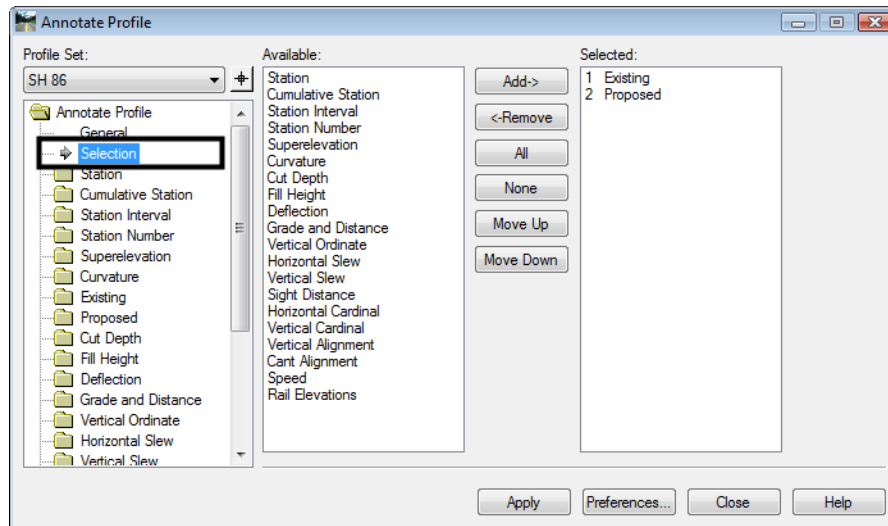 Annotate Profile
Profile Set:
SH 86
Annotate Profile
General
Selection
Station
Cumulative Station
Station Interval
Station Number
Superelevation
Curvature
Existing
Proposed
Cut Depth
Fill Height
Deflection
Grade and Distance
Vertical Ordinate
Horizontal Slew
Vertical Slew
Available:
Station
Cumulative Station
Station Interval
Station Number
Superelevation
Curvature
Cut Depth
Fill Height
Deflection
Grade and Distance
Vertical Ordinate
Horizontal Slew
Vertical Slew
Sight Distance
Horizontal Cardinal
Vertical Cardinal
Vertical Alignment
Cant Alignment
Speed
Rail Elevations
Add->
<-Remove
All
None
Move Up
Move Down
Selected:
1 Existing
2 Proposed
Apply
Preferences...
Close
Help